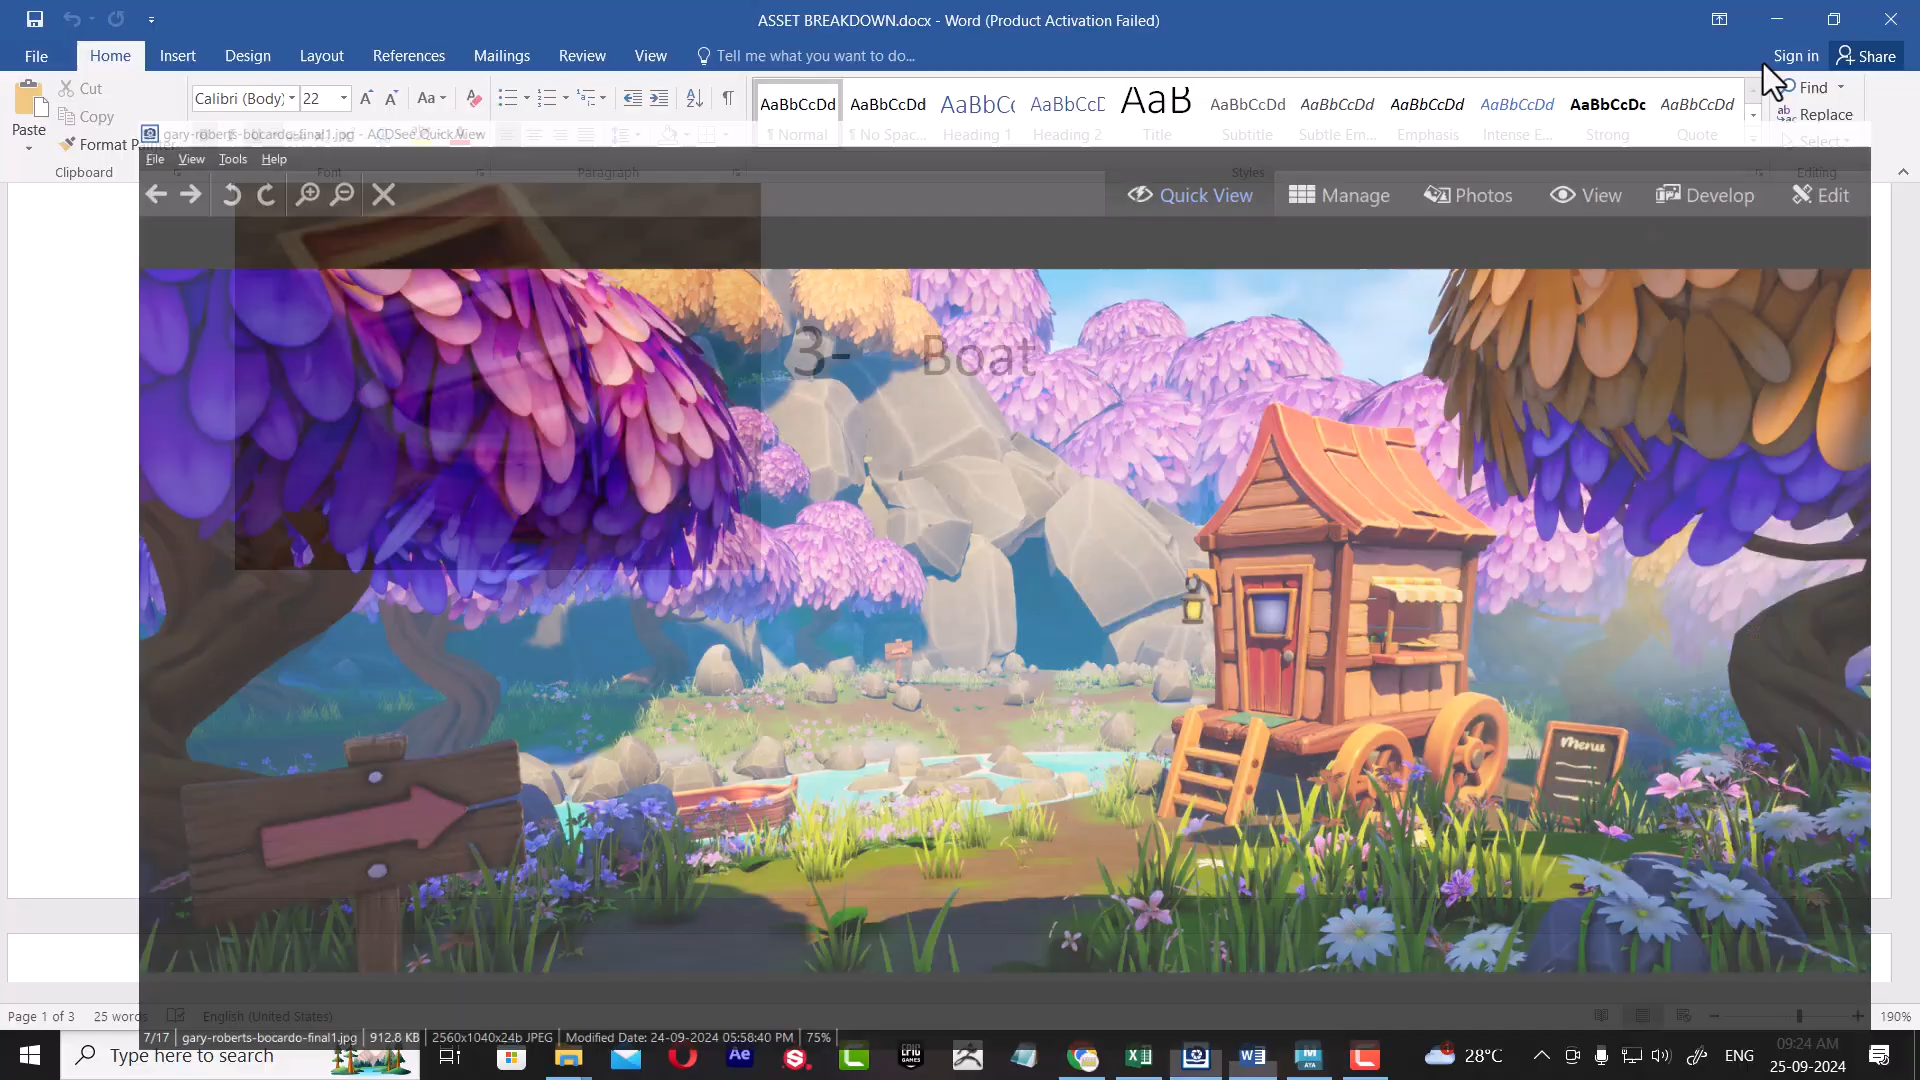 ASSET BREAKDOWN.docx - Word (Product Activation Failed)
File Home Insert Design Layout References Mailings Review View Tell me what you want to do... Sign in Share
Paste Cut Copy Format Painter
Calibri (Body) 22 Aa
AaBbCcDd AaBbCcDd AaBbC AaBbCcD AaB AaBbCcDd AaBbCcDd AaBbCcDd AaBbCcDd AaBbCcDc AaBbCcDd
¶ Normal ¶ No Spac... Heading 1 Heading 2 Title Subtitle Subtle Em... Emphasis Intense E... Strong Quote
Find
Replace
Select
Clipboard Font Paragraph Styles Editing
gary-roberts-bocardo-final1.jpg - ACDSee Quick View
File View Tools Help
Quick View Manage Photos View Develop Edit
3- Boat
Menu
Page 1 of 3 25 words English (United States) 190%
7/17 gary-roberts-bocardo-final1.jpg 912.8 KB 2560x1040x24b JPEG Modified Date: 24-09-2024 05:58:40 PM 75%
Type here to search
28°C ENG
09:24 AM
25-09-2024